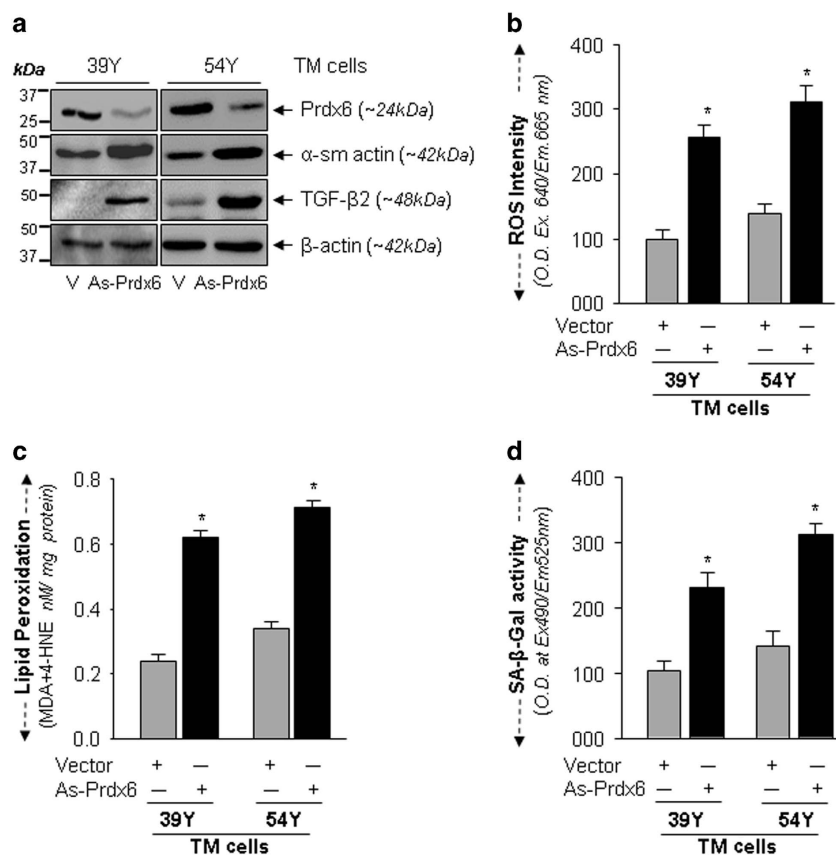 a
kDa 39Y 54Y TM cells
37
25
Prdx6 (~24kDa)
50
37
α-sm actin (~42kDa)
50
TGF-β2 (~48kDa)
50
37
β-actin (~42kDa)
V As-Prdx6 V As-Prdx6
b
ROS Intensity
(O.D. Ex. 640/Em.665 nm)
400
300
200
100
000
* *
Vector + — + —
As-Prdx6 — + — +
39Y 54Y
TM cells
c
Lipid Peroxidation
(MDA+4-HNE nM/ mg protein)
0.8
0.6
0.4
0.2
0.0
* *
Vector + — + —
As-Prdx6 — + — +
39Y 54Y
TM cells
d
SA-β-Gal activity
(O.D. at Ex490/Em525nm)
400
300
200
100
000
* *
Vector + — + —
As-Prdx6 — + — +
39Y 54Y
TM cells